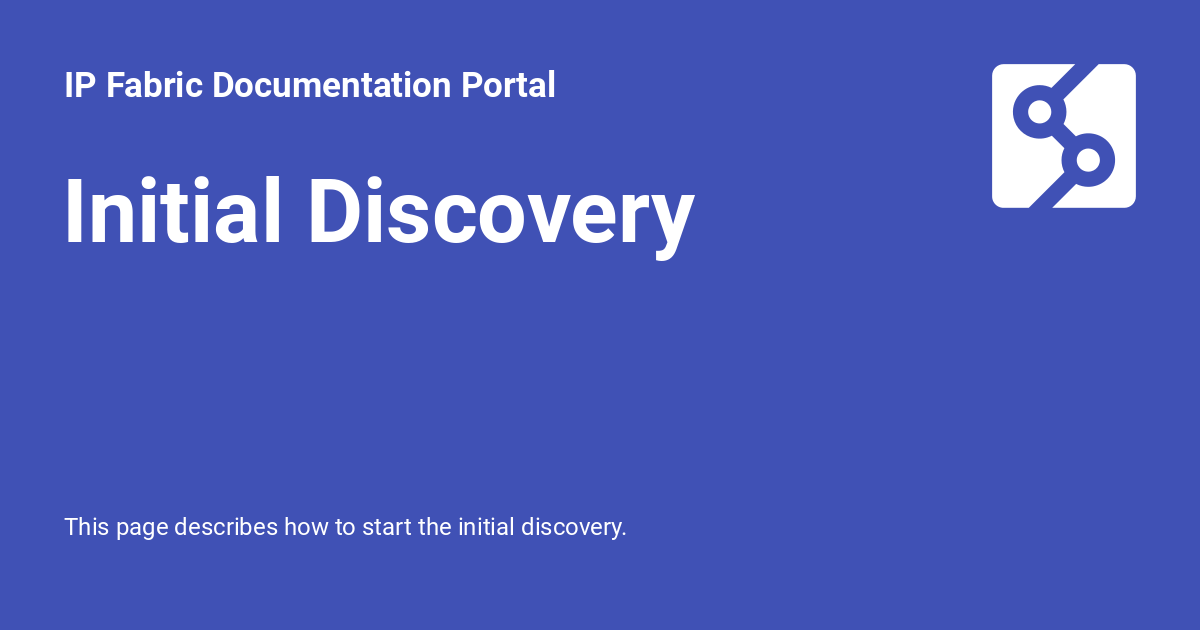 IP Fabric Documentation Portal
Initial Discovery
This page describes how to start the initial discovery.